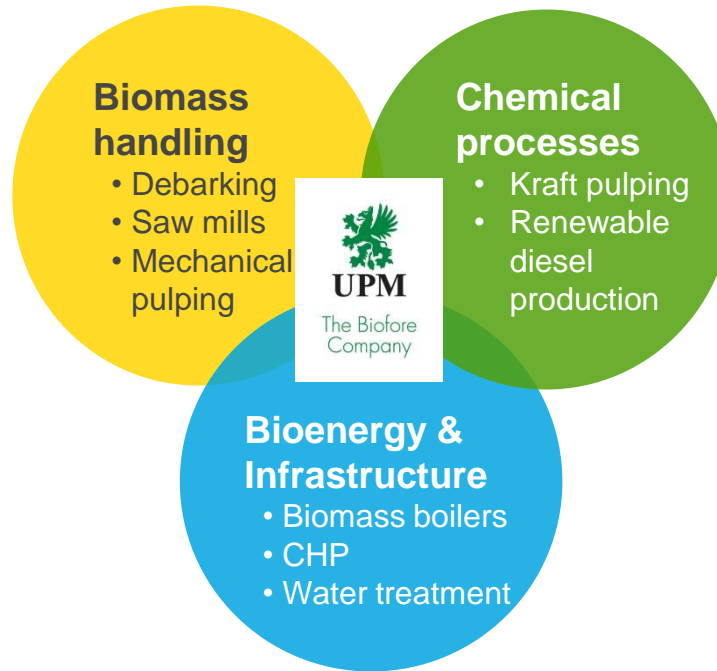 Biomass
handling
• Debarking
• Saw mills
• Mechanical
pulping
Chemical
processes
• Kraft pulping
• Renewable
diesel
production
UPM
The Biofore
Company
Bioenergy &
Infrastructure
• Biomass boilers
• CHP
• Water treatment